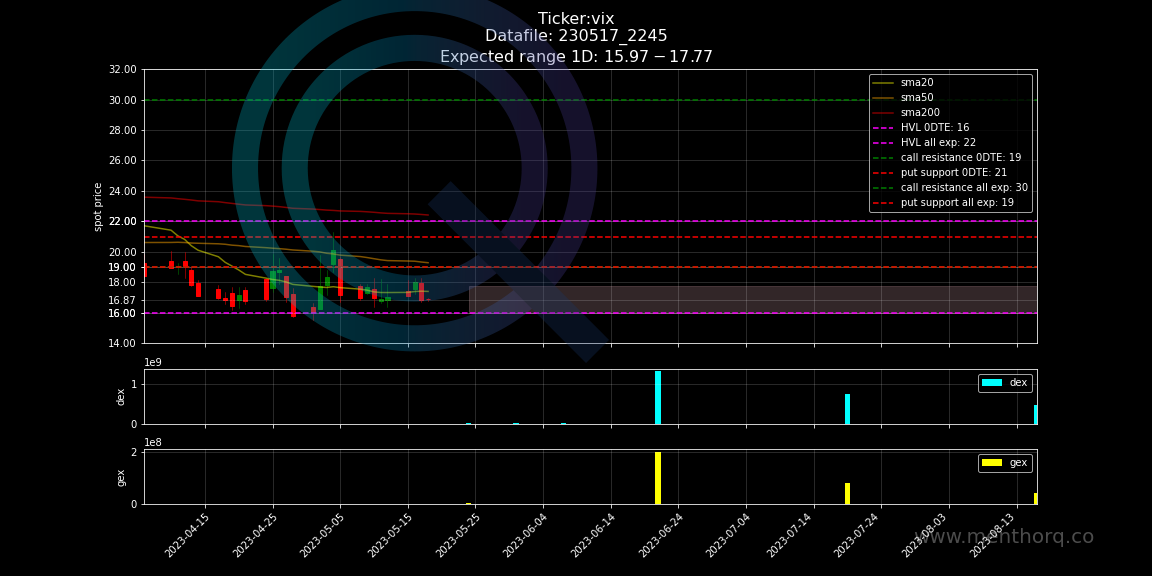 Ticker:vix
Datafile: 230517_2245
Expected range 1D: 15.97 − 17.77
32.00
30.00
28.00
26.00
24.00
22.00
20.00
19.00
18.00
16.87
16.00
14.00
spot price
sma20
sma50
sma200
HVL 0DTE: 16
HVL all exp: 22
call resistance 0DTE: 19
put support 0DTE: 21
call resistance all exp: 30
put support all exp: 19
1e9
1
0
dex
dex
1e8
2
0
gex
gex
2023-04-15
2023-04-25
2023-05-05
2023-05-15
2023-05-25
2023-06-04
2023-06-14
2023-06-24
2023-07-04
2023-07-14
2023-07-24
2023-08-03
2023-08-13
www.menthorq.co